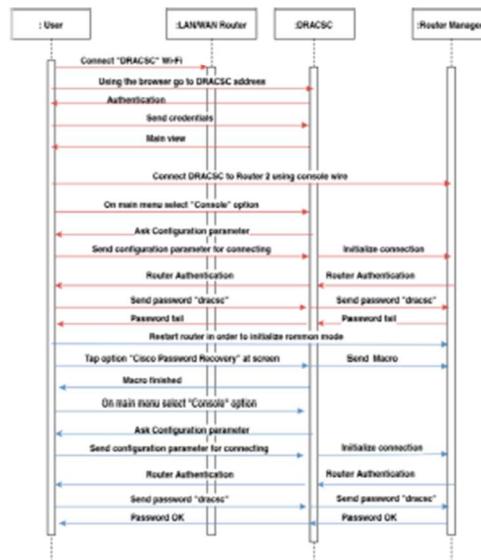 : User
:LAN/WAN Router
:DRACSC
:Router Manager
Connect "DRACSC" Wi-Fi
Using the browser go to DRACSC address
Authentication
Send credentials
Main view
Connect DRACSC to Router 2 using console wire
On main menu select "Console" option
Ask Configuration parameter
Send configuration parameter for connecting
Initialize connection
Router Authentication
Router Authentication
Send password "dracsc"
Send password "dracsc"
Password fail
Password fail
Restart router in order to initialize rommon mode
Tap option "Cisco Password Recovery" at screen
Send Macro
Macro finished
On main menu select "Console" option
Ask Configuration parameter
Send configuration parameter for connecting
Initialize connection
Router Authentication
Router Authentication
Send password "dracsc"
Send password "dracsc"
Password OK
Password OK